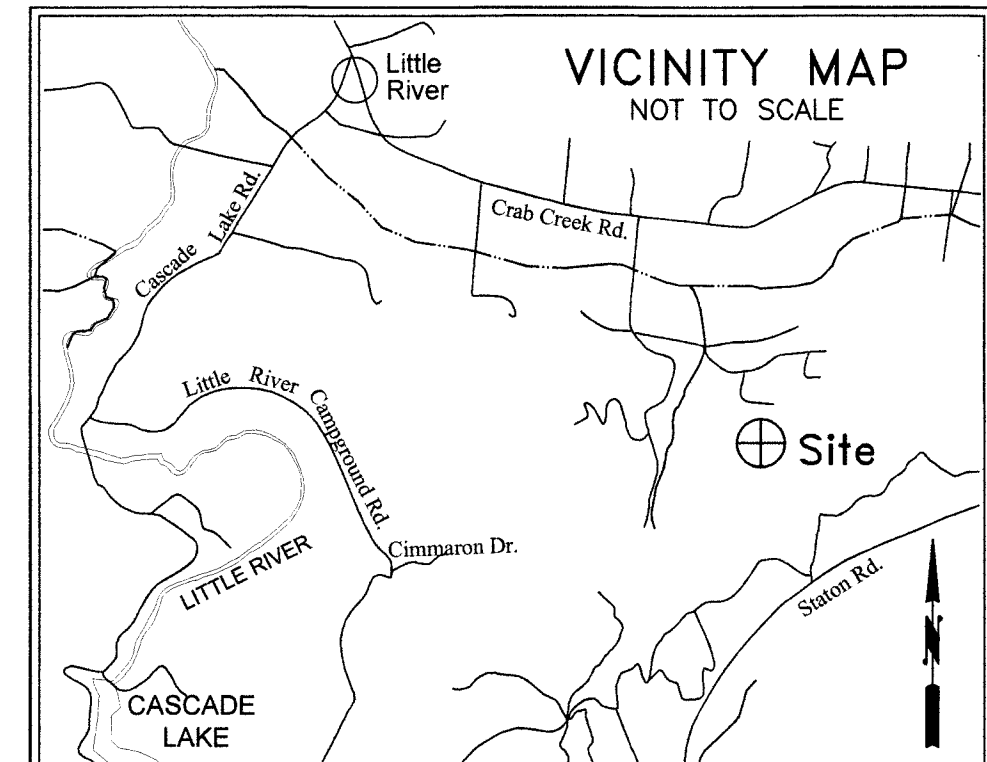 VICINITY MAP
NOT TO SCALE
Little
River
Crab Creek Rd.
Cascade Lake Rd.
Little River Campground Rd.
Site
Cimmaron Dr.
LITTLE RIVER
Staton Rd.
N
CASCADE
LAKE